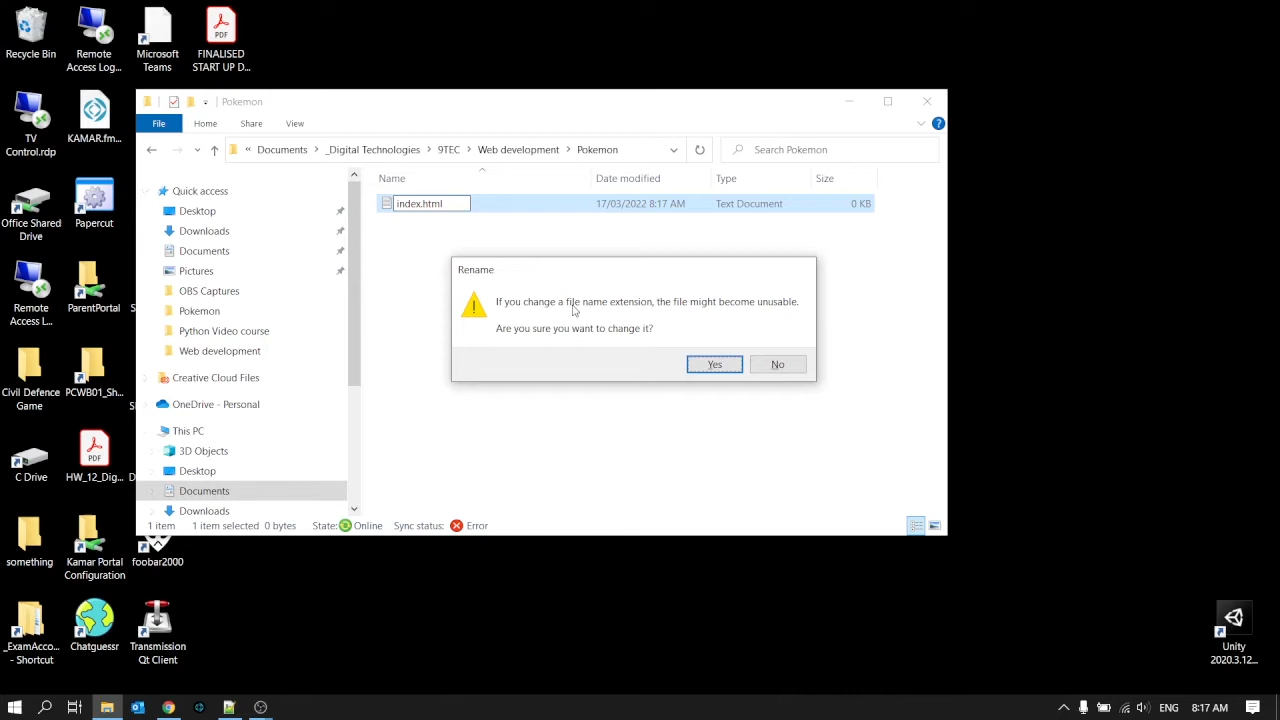 Recycle Bin
Remote
Access Log...
Microsoft
Teams
PDF
FINALISED
START UP D...
TV
Control.rdp
KAMAR.fm...
Office Shared
Drive
Papercut
Remote
Access L...
ParentPortal
Civil Defence
Game
PCWB01_Sh...
C Drive
PDF
HW_12_Dig...
something
Kamar Portal
Configuration
foobar2000
_ExamAcco...
- Shortcut
Chatguessr
Transmission
Qt Client
Unity
2020.3.12...
Pokemon
File Home Share View
« Documents > _Digital Technologies > 9TEC > Web development > Pokemon
Search Pokemon
Name Date modified Type Size
index.html 17/03/2022 8:17 AM Text Document 0 KB
Quick access
Desktop
Downloads
Documents
Pictures
OBS Captures
Pokemon
Python Video course
Web development
Creative Cloud Files
OneDrive - Personal
This PC
3D Objects
Desktop
Documents
Downloads
Rename
If you change a file name extension, the file might become unusable.
Are you sure you want to change it?
Yes No
1 item 1 item selected 0 bytes State: Online Sync status: Error
ENG 8:17 AM